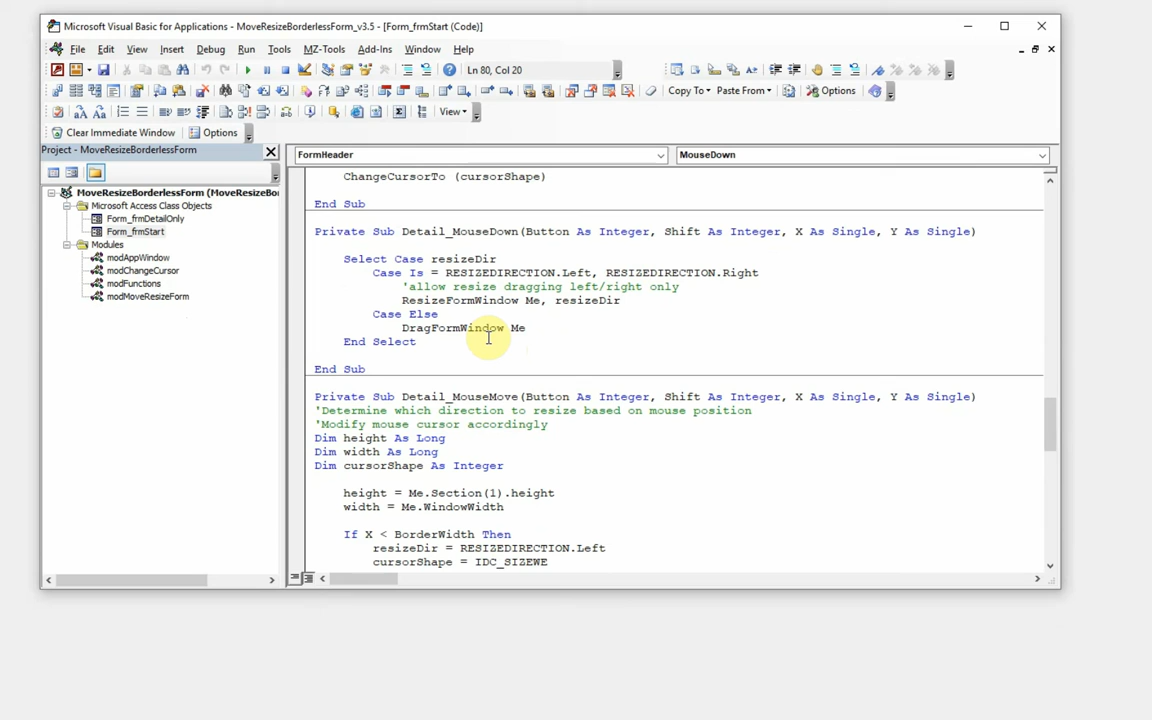 Microsoft Visual Basic for Applications - MoveResizeBorderlessForm_v3.5 - [Form_frmStart (Code)]
File Edit View Insert Debug Run Tools MZ-Tools Add-Ins Window Help
Ln 80, Col 20
Copy To Paste From Options
View
Clear Immediate Window Options
Project - MoveResizeBorderlessForm
FormHeader MouseDown
MoveResizeBorderlessForm (MoveResizeBor
Microsoft Access Class Objects
Form_frmDetailOnly
Form_frmStart
Modules
modAppWindow
modChangeCursor
modFunctions
modMoveResizeForm
ChangeCursorTo (cursorShape)
End Sub
Private Sub Detail_MouseDown(Button As Integer, Shift As Integer, X As Single, Y As Single)
Select Case resizeDir
Case Is = RESIZEDIRECTION.Left, RESIZEDIRECTION.Right
'allow resize dragging left/right only
ResizeFormWindow Me, resizeDir
Case Else
DragFormWindow Me
End Select
End Sub
Private Sub Detail_MouseMove(Button As Integer, Shift As Integer, X As Single, Y As Single)
'Determine which direction to resize based on mouse position
'Modify mouse cursor accordingly
Dim height As Long
Dim width As Long
Dim cursorShape As Integer
height = Me.Section(1).height
width = Me.WindowWidth
If X < BorderWidth Then
resizeDir = RESIZEDIRECTION.Left
cursorShape = IDC_SIZEWE